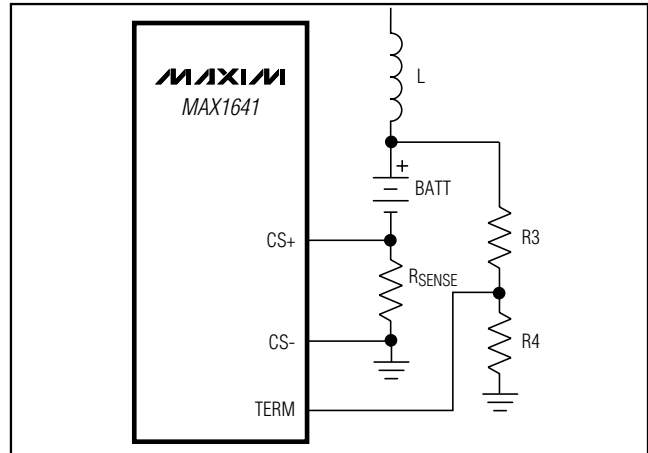 MAXIM
MAX1641
L
+
BATT
CS+
RSENSE
R3
CS-
R4
TERM